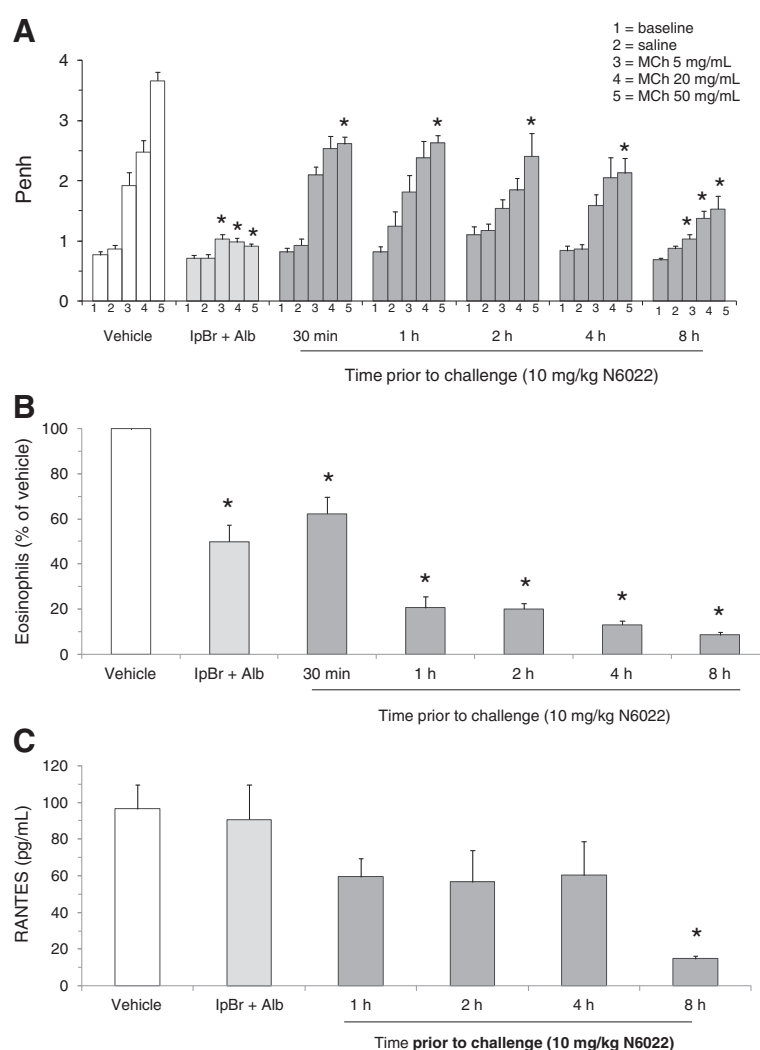 A
1 = baseline
2 = saline
3 = MCh 5 mg/mL
4 = MCh 20 mg/mL
5 = MCh 50 mg/mL
Penh
4
3
2
1
0
* * * * * * * * * * *
1 2 3 4 5 1 2 3 4 5 1 2 3 4 5 1 2 3 4 5 1 2 3 4 5 1 2 3 4 5 1 2 3 4 5
Vehicle IpBr + Alb 30 min 1 h 2 h 4 h 8 h
Time prior to challenge (10 mg/kg N6022)
B
Eosinophils (% of vehicle)
100
80
60
40
20
0
* * * * * *
Vehicle IpBr + Alb 30 min 1 h 2 h 4 h 8 h
Time prior to challenge (10 mg/kg N6022)
C
RANTES (pg/mL)
120
100
80
60
40
20
0
*
Vehicle IpBr + Alb 1 h 2 h 4 h 8 h
Time prior to challenge (10 mg/kg N6022)